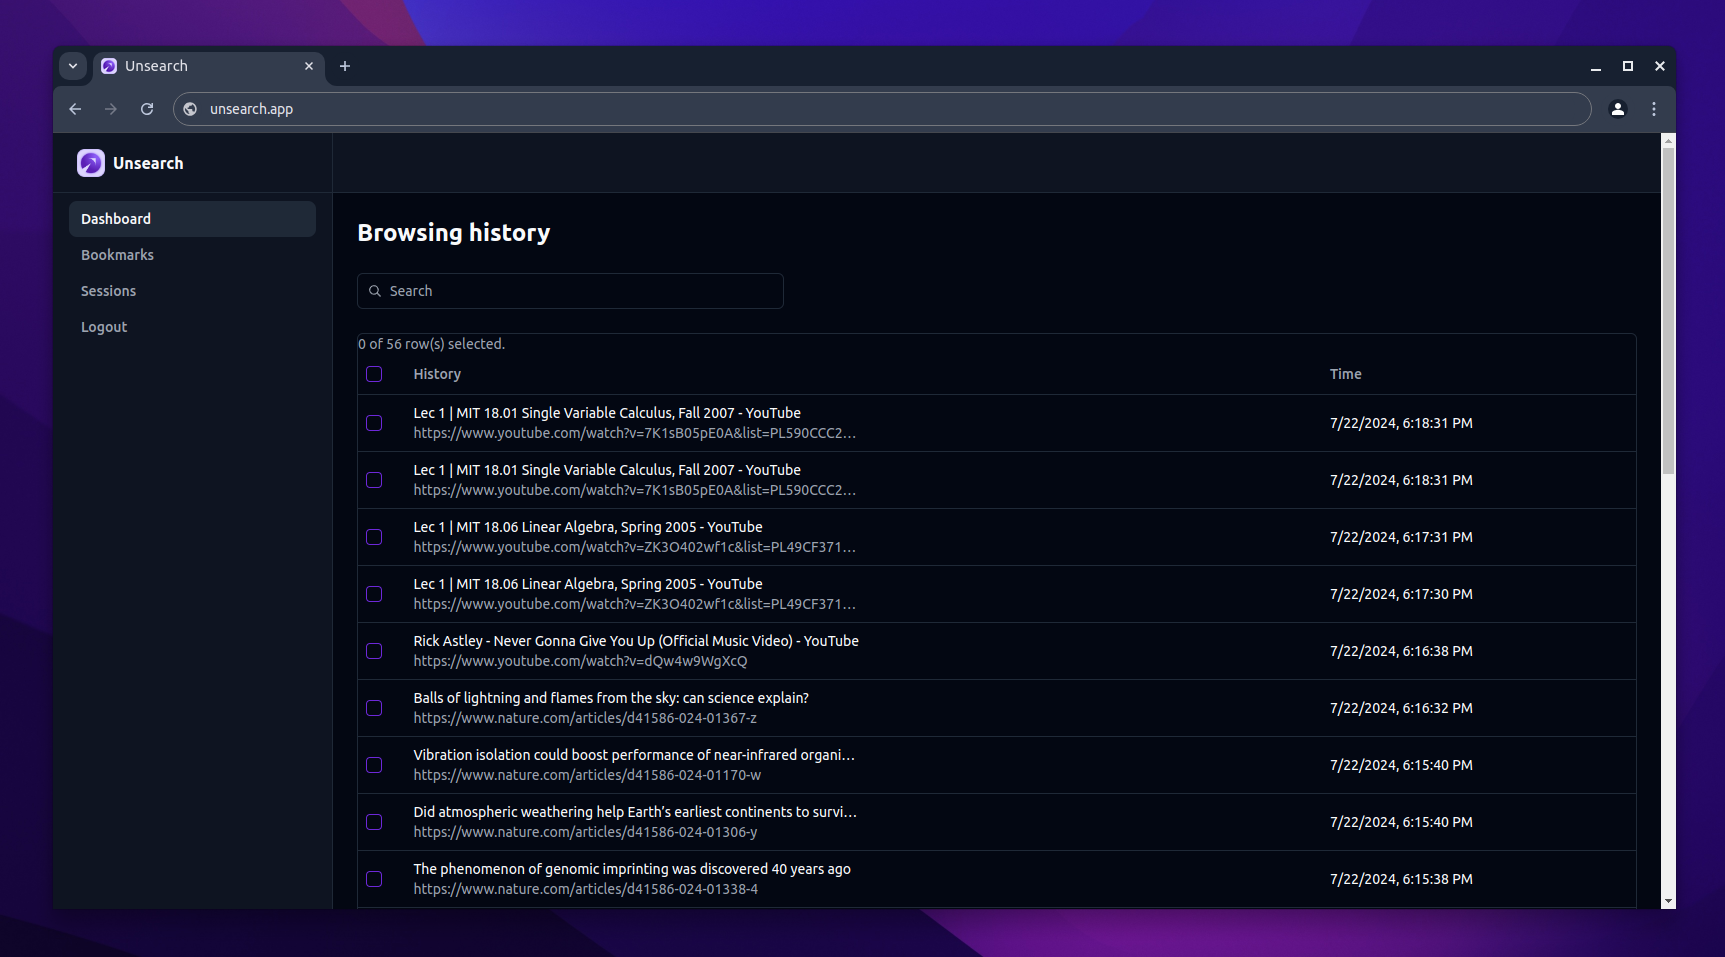 Unsearch
unsearch.app
Unsearch
Dashboard
Bookmarks
Sessions
Logout
Browsing history
Search
0 of 56 row(s) selected.
History Time
Lec 1 | MIT 18.01 Single Variable Calculus, Fall 2007 - YouTube
https://www.youtube.com/watch?v=7K1sB05pE0A&list=PL590CCC2...
7/22/2024, 6:18:31 PM
Lec 1 | MIT 18.01 Single Variable Calculus, Fall 2007 - YouTube
https://www.youtube.com/watch?v=7K1sB05pE0A&list=PL590CCC2...
7/22/2024, 6:18:31 PM
Lec 1 | MIT 18.06 Linear Algebra, Spring 2005 - YouTube
https://www.youtube.com/watch?v=ZK3O402wf1c&list=PL49CF371...
7/22/2024, 6:17:31 PM
Lec 1 | MIT 18.06 Linear Algebra, Spring 2005 - YouTube
https://www.youtube.com/watch?v=ZK3O402wf1c&list=PL49CF371...
7/22/2024, 6:17:30 PM
Rick Astley - Never Gonna Give You Up (Official Music Video) - YouTube
https://www.youtube.com/watch?v=dQw4w9WgXcQ
7/22/2024, 6:16:38 PM
Balls of lightning and flames from the sky: can science explain?
https://www.nature.com/articles/d41586-024-01367-z
7/22/2024, 6:16:32 PM
Vibration isolation could boost performance of near-infrared organi...
https://www.nature.com/articles/d41586-024-01170-w
7/22/2024, 6:15:40 PM
Did atmospheric weathering help Earth’s earliest continents to survi...
https://www.nature.com/articles/d41586-024-01306-y
7/22/2024, 6:15:40 PM
The phenomenon of genomic imprinting was discovered 40 years ago
https://www.nature.com/articles/d41586-024-01338-4
7/22/2024, 6:15:38 PM